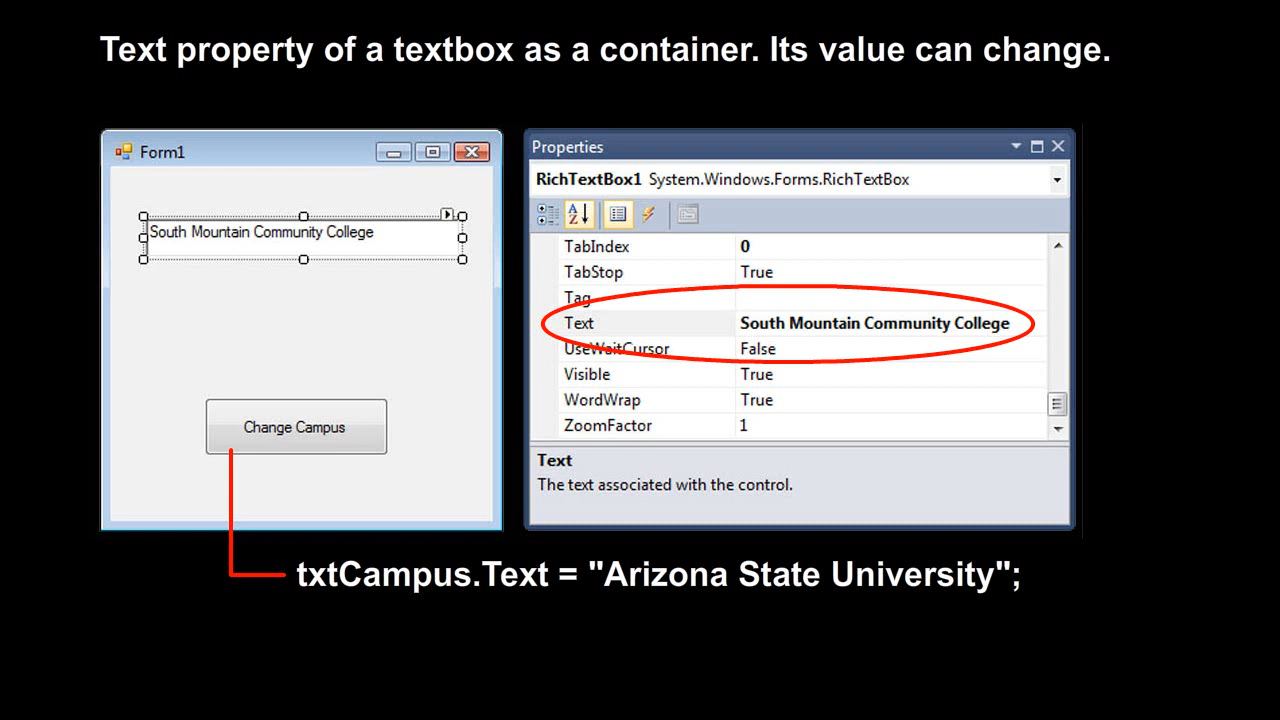 Text property of a textbox as a container. Its value can change.
Form1
South Mountain Community College
Change Campus
Properties
RichTextBox1 System.Windows.Forms.RichTextBox
A
Z
TabIndex 0
TabStop True
Tag
Text South Mountain Community College
UseWaitCursor False
Visible True
WordWrap True
ZoomFactor 1
Text
The text associated with the control.
txtCampus.Text = "Arizona State University";